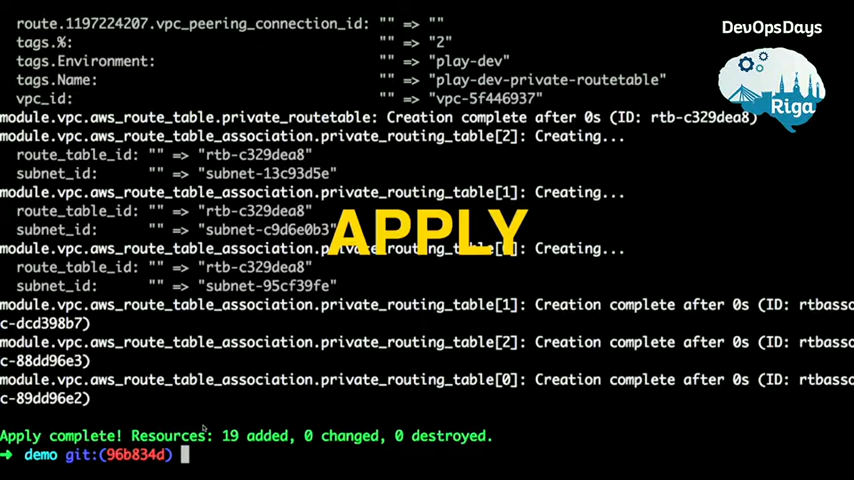 route.1197224207.vpc_peering_connection_id: "" => ""
tags.%: "" => "2"
tags.Environment: "" => "play-dev"
tags.Name: "" => "play-dev-private-routetable"
vpc_id: "" => "vpc-5f446937"
module.vpc.aws_route_table.private_routetable: Creation complete after 0s (ID: rtb-c329dea8)
module.vpc.aws_route_table_association.private_routing_table[2]: Creating...
route_table_id: "" => "rtb-c329dea8"
subnet_id: "" => "subnet-13c93d5e"
module.vpc.aws_route_table_association.private_routing_table[1]: Creating...
route_table_id: "" => "rtb-c329dea8"
subnet_id: "" => "subnet-c9d6e0b3"
module.vpc.aws_route_table_association.private_routing_table[ ]: Creating...
route_table_id: "" => "rtb-c329dea8"
subnet_id: "" => "subnet-95cf39fe"
module.vpc.aws_route_table_association.private_routing_table[1]: Creation complete after 0s (ID: rtbasso
c-dcd398b7)
module.vpc.aws_route_table_association.private_routing_table[2]: Creation complete after 0s (ID: rtbasso
c-88dd96e3)
module.vpc.aws_route_table_association.private_routing_table[0]: Creation complete after 0s (ID: rtbasso
c-89dd96e2)
Apply complete! Resources: 19 added, 0 changed, 0 destroyed.
➜ demo git:(96b834d)
APPLY
DevOpsDays
Riga